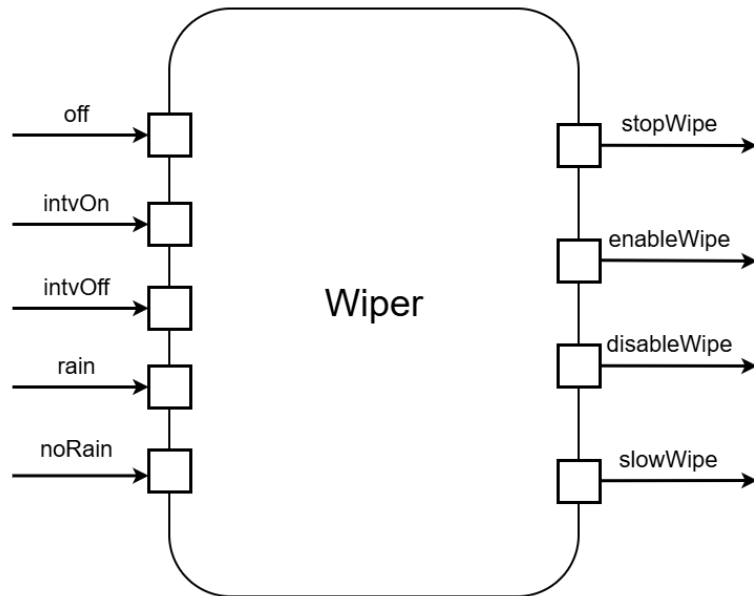 off
intvOn
intvOff
rain
noRain
Wiper
stopWipe
enableWipe
disableWipe
slowWipe